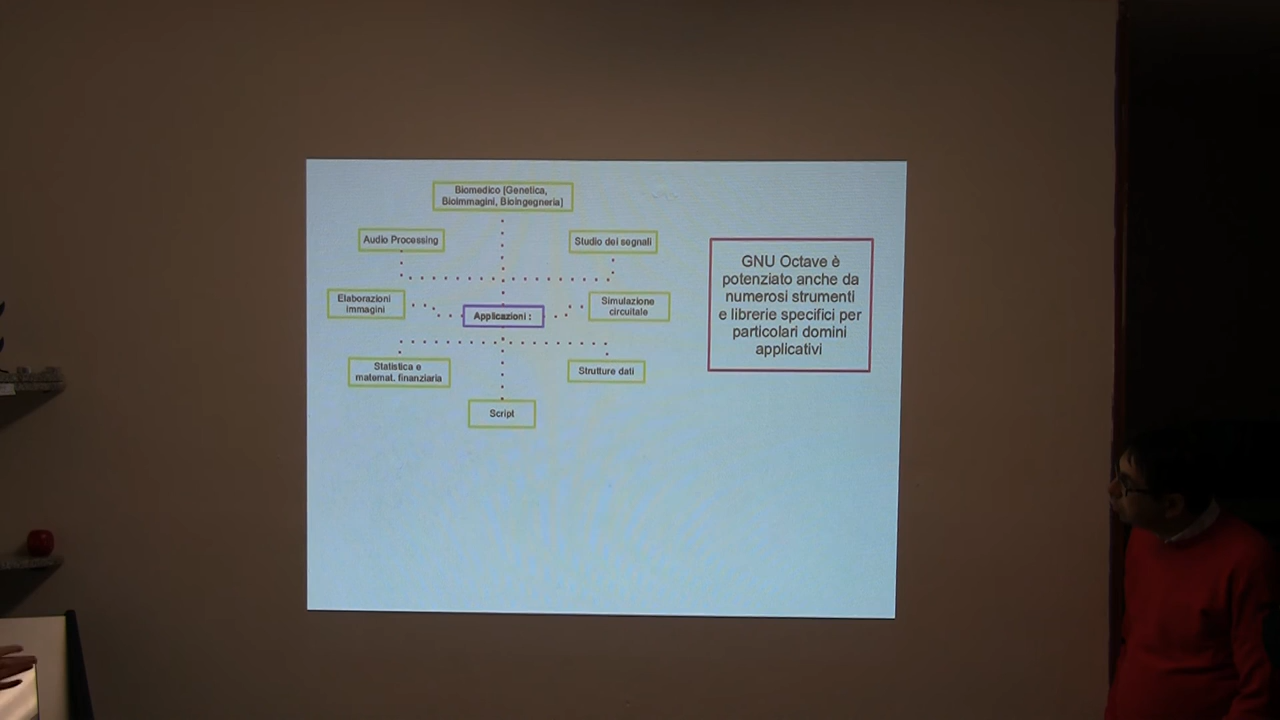 Biomedico [Genetica,
Bioimmagini, Bioingegneria]
Audio Processing
Studio dei segnali
Elaborazioni
immagini
Applicazioni :
Simulazione
circuitale
Statistica e
matemat. finanziaria
Strutture dati
Script
GNU Octave è
potenziato anche da
numerosi strumenti
e librerie specifici per
particolari domini
applicativi